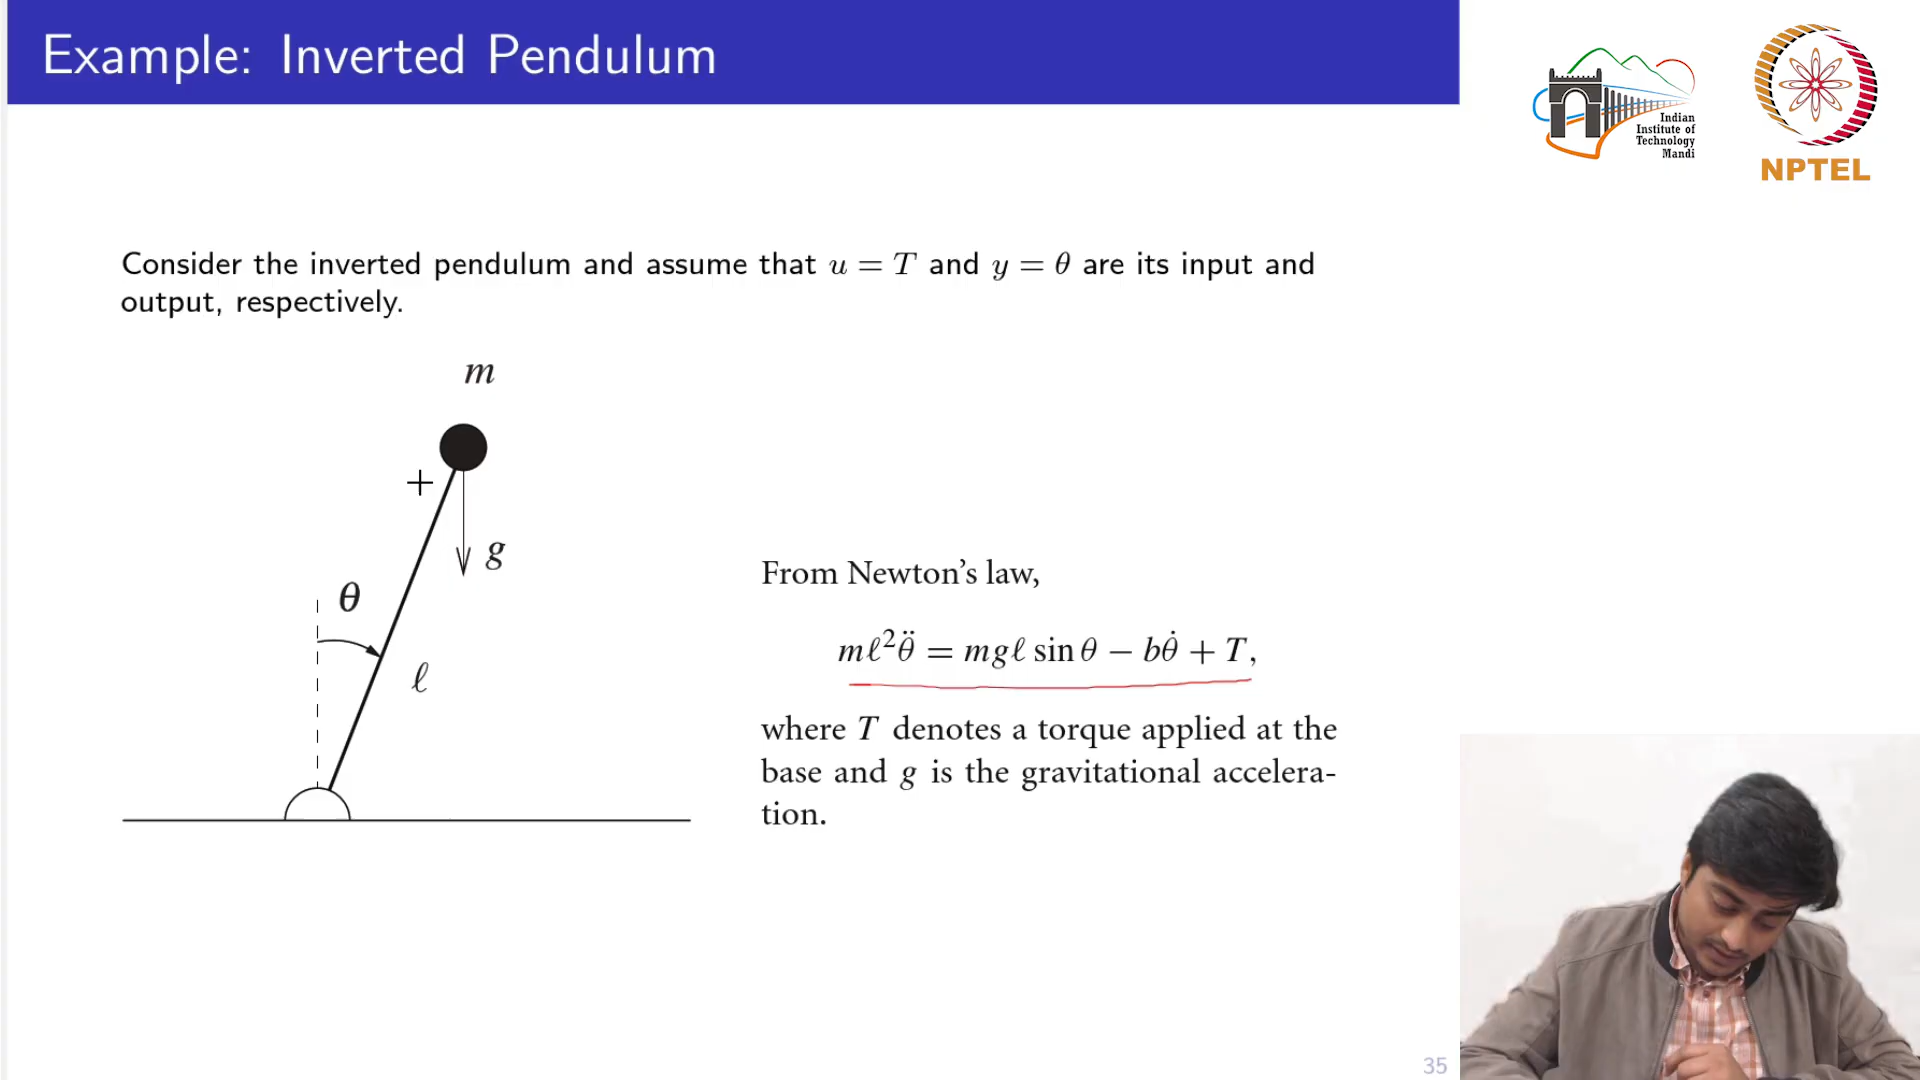 Example: Inverted Pendulum
Indian
Institute of
Technology
Mandi
NPTEL
Consider the inverted pendulum and assume that u = T and y = θ are its input and
output, respectively.
m
+
g
θ
ℓ
From Newton's law,
mℓ²θ̈ = mgℓ sin θ − bθ̇ + T,
where T denotes a torque applied at the
base and g is the gravitational accelera-
tion.
35